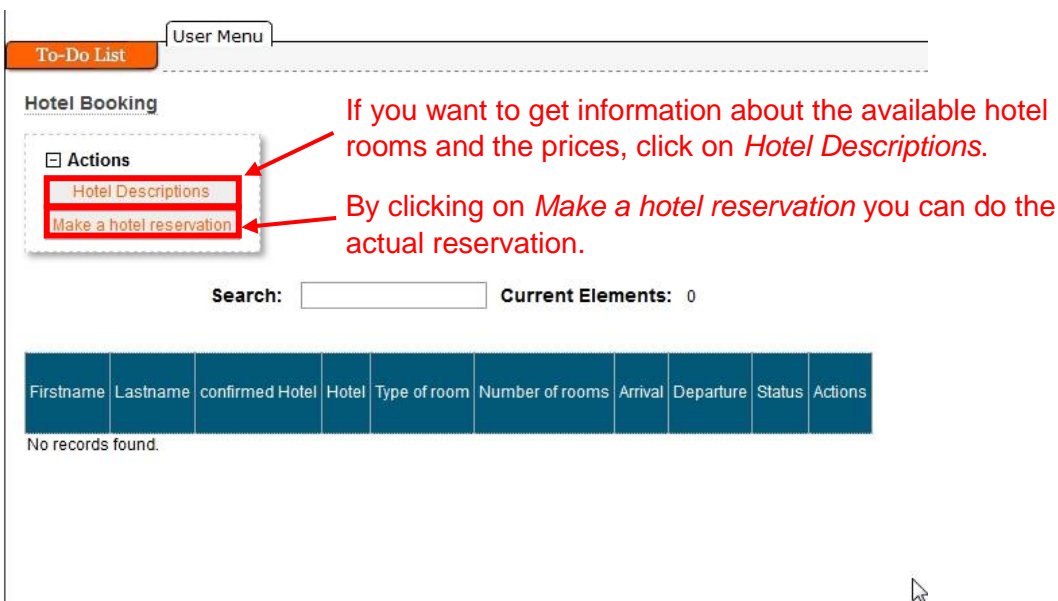 User Menu
To-Do List
Hotel Booking
If you want to get information about the available hotel
rooms and the prices, click on Hotel Descriptions.
Actions
Hotel Descriptions
Make a hotel reservation
By clicking on Make a hotel reservation you can do the
actual reservation.
Search: Current Elements: 0
Firstname Lastname confirmed Hotel Hotel Type of room Number of rooms Arrival Departure Status Actions
No records found.